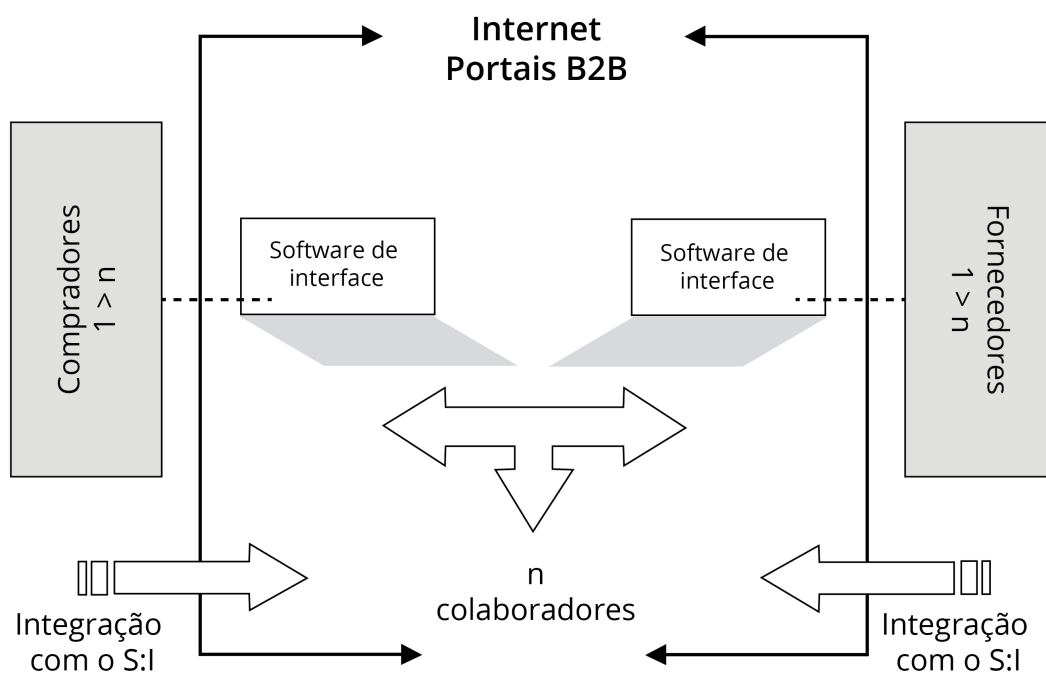 Internet
Portais B2B
Compradores
1 > n
Software de
interface
Software de
interface
Fornecedores
1 > n
n
colaboradores
Integração
com o S:I
Integração
com o S:I